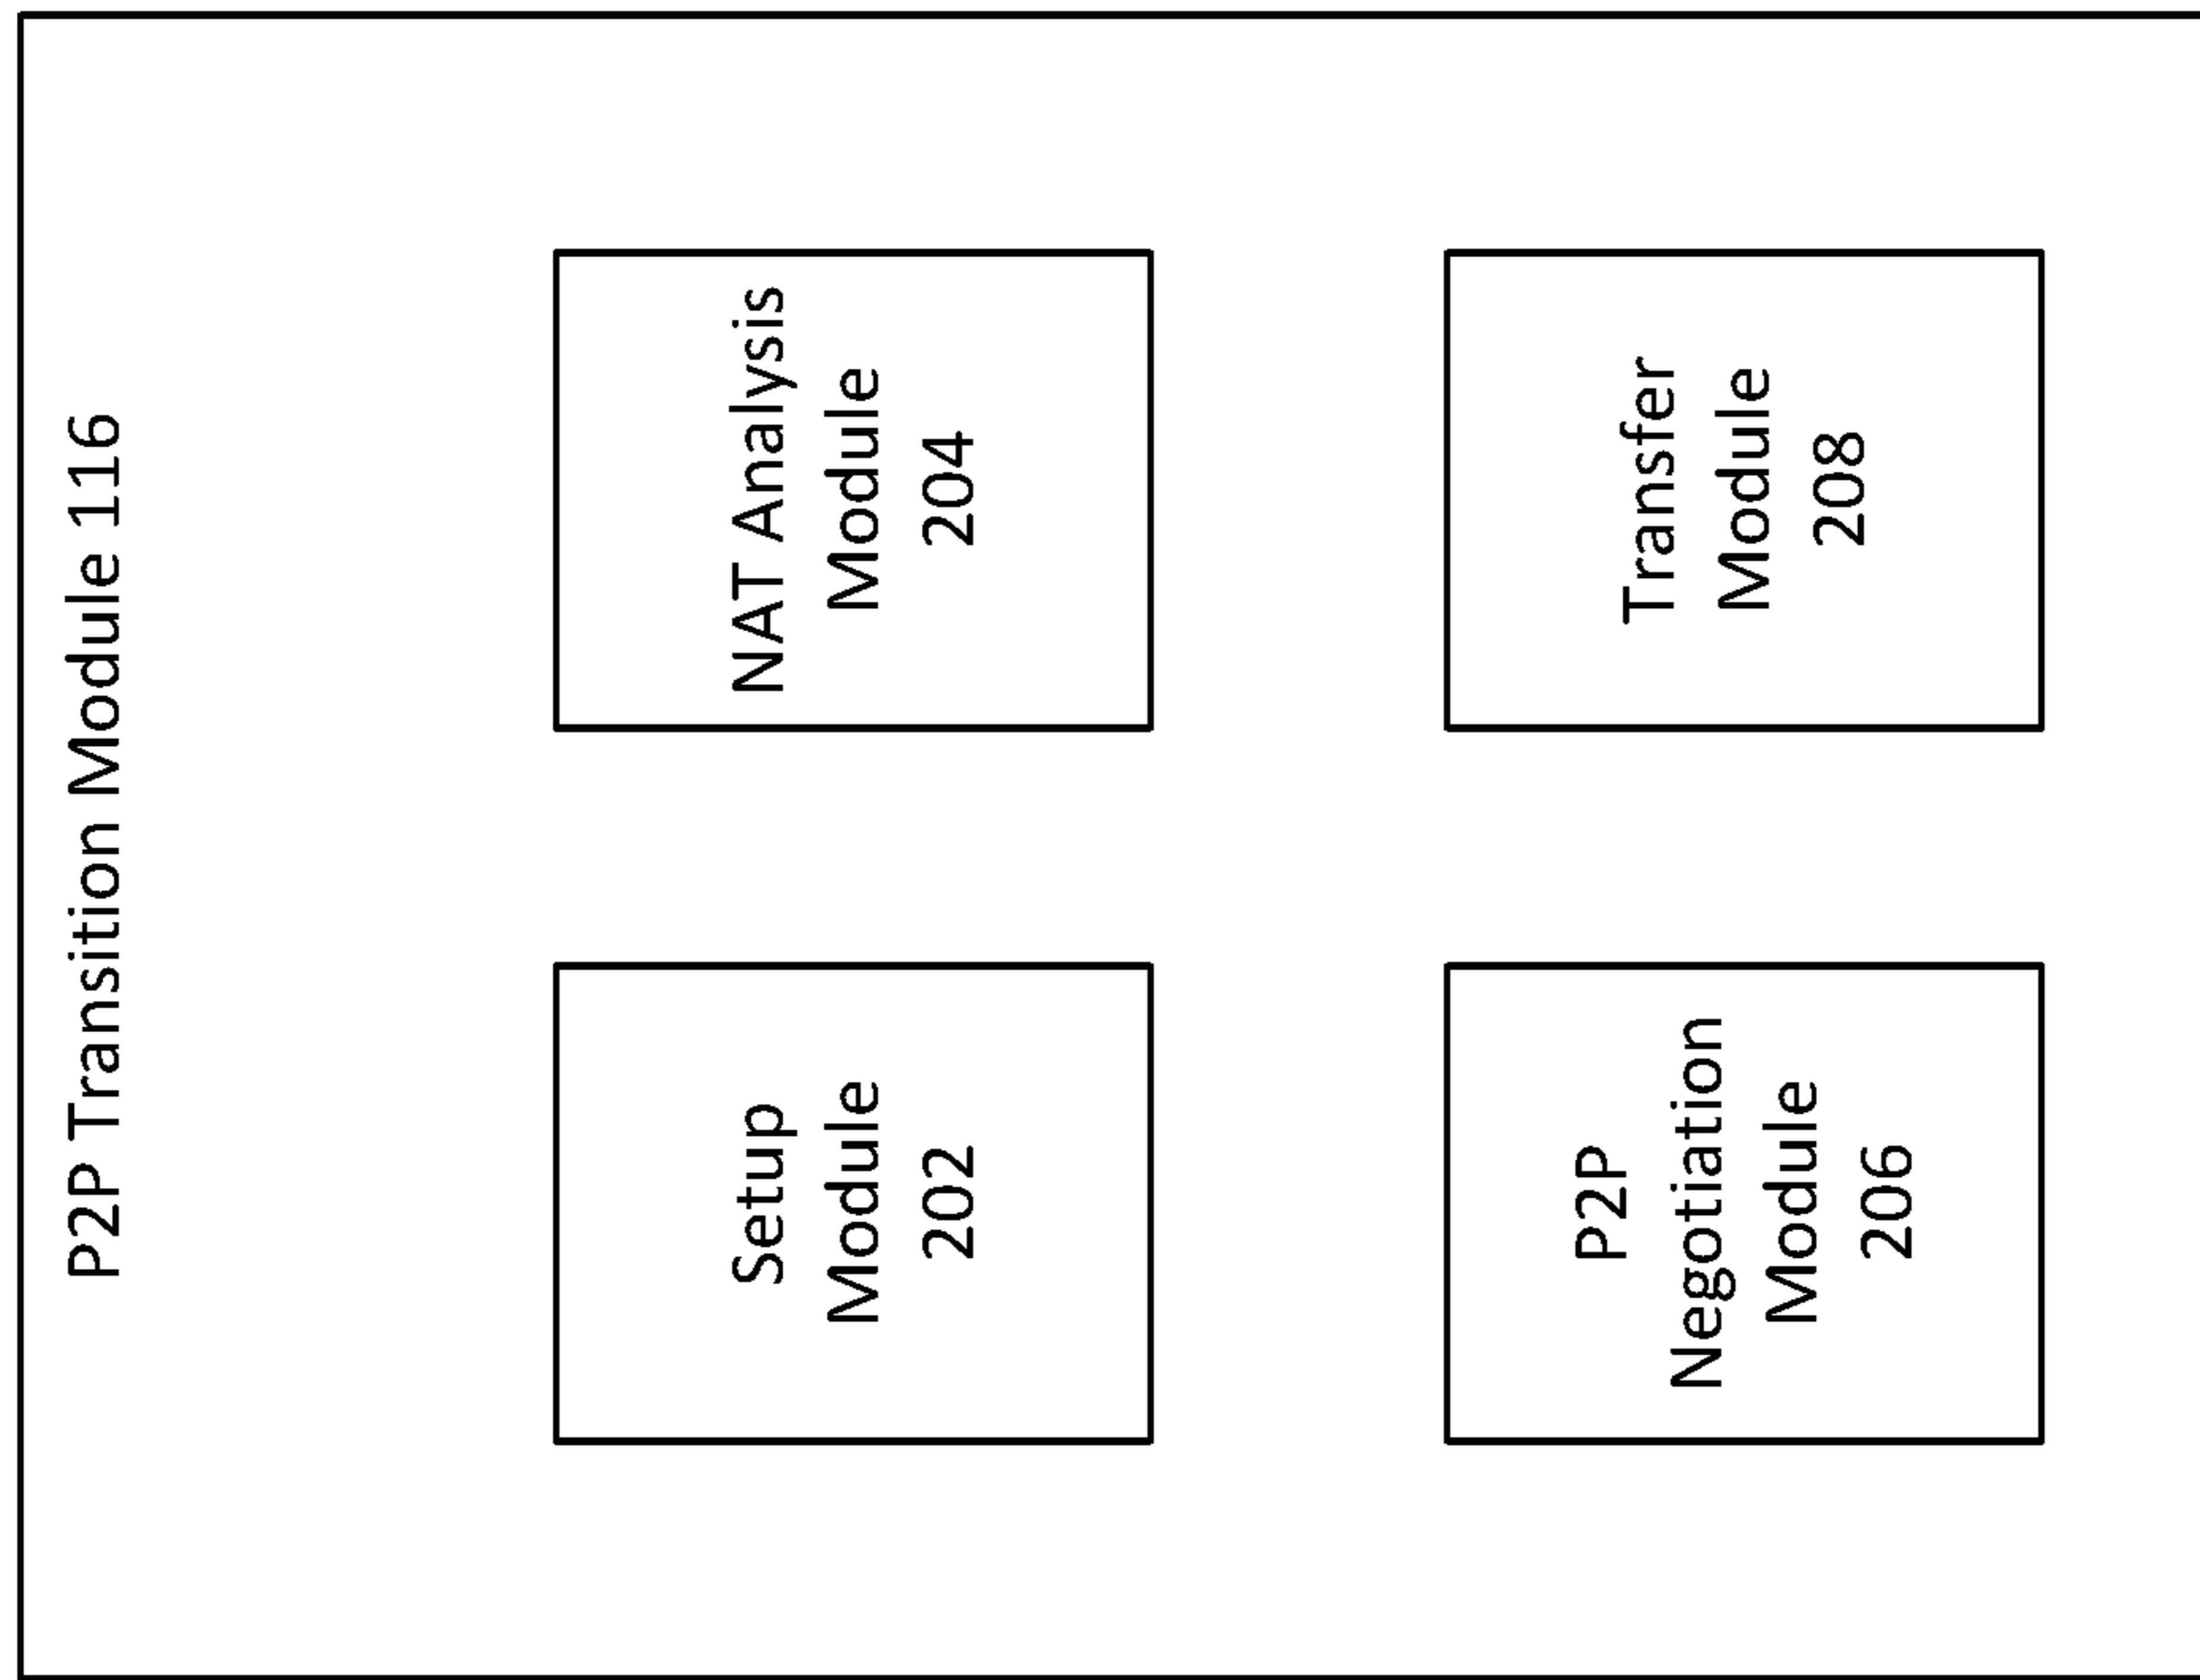 P2P Transition Module 116
Setup
Module
202
NAT Analysis
Module
204
P2P
Negotiation
Module
206
Transfer
Module
208